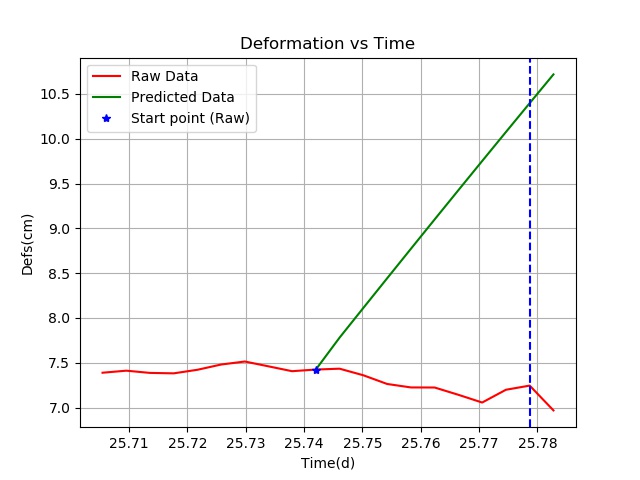 Deformation vs Time
Raw Data
Predicted Data
Start point (Raw)
10.5
10.0
9.5
9.0
8.5
8.0
7.5
7.0
Defs(cm)
25.71 25.72 25.73 25.74 25.75 25.76 25.77 25.78
Time(d)